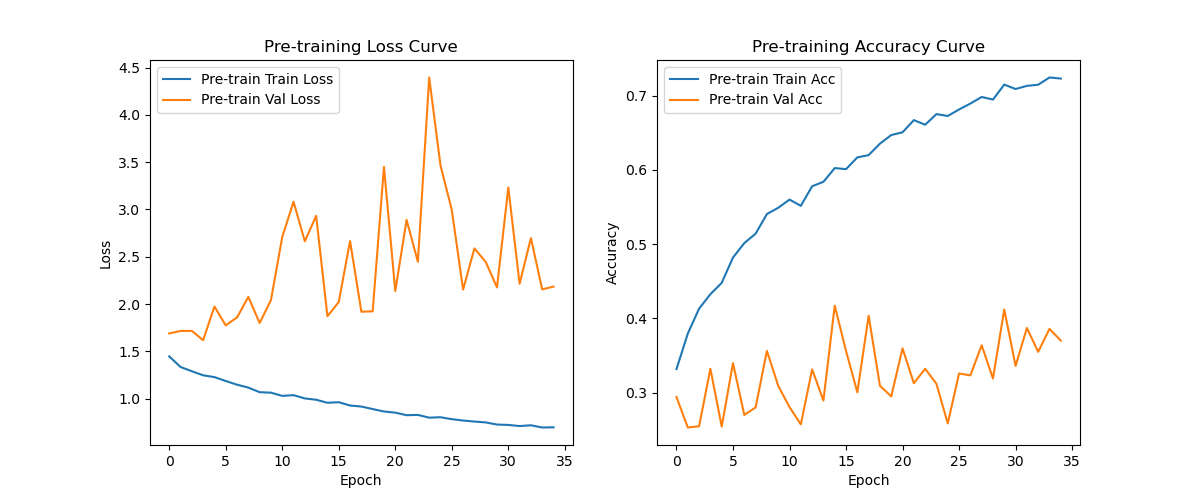 Pre-training Loss Curve
Pre-train Train Loss
Pre-train Val Loss
4.5
4.0
3.5
3.0
2.5
2.0
1.5
1.0
Loss
0 5 10 15 20 25 30 35
Epoch
Pre-training Accuracy Curve
Pre-train Train Acc
Pre-train Val Acc
0.7
0.6
0.5
0.4
0.3
Accuracy
0 5 10 15 20 25 30 35
Epoch